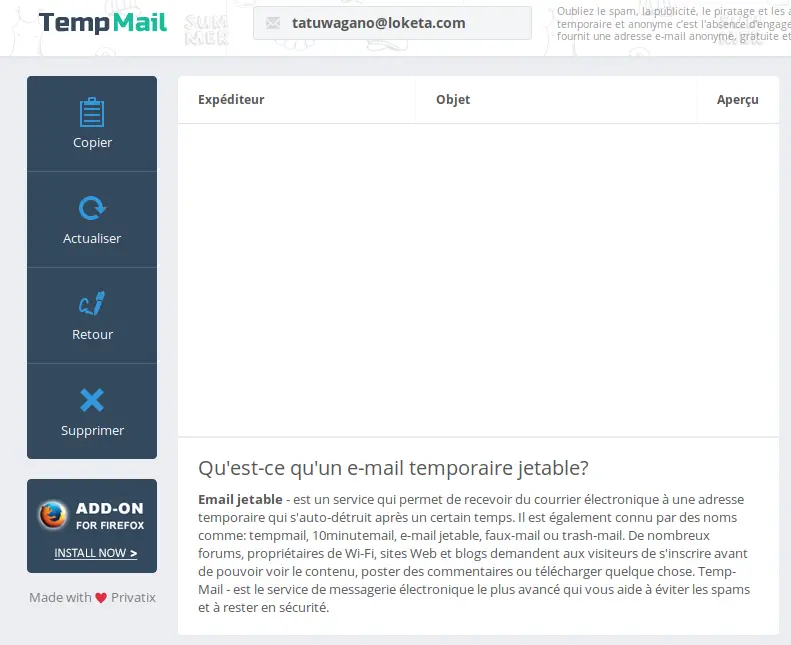 TempMail
SUM
MER
tatuwagano@loketa.com
Oubliez le spam, la publicité, le piratage et les a
temporaire et anonyme c'est l'absence d'engage
fournit une adresse e-mail anonyme, gratuite et
Copier
Actualiser
Retour
Supprimer
ADD-ON
FOR FIREFOX
INSTALL NOW >
Made with ❤ Privatix
Expéditeur Objet Aperçu
Qu'est-ce qu'un e-mail temporaire jetable?
Email jetable - est un service qui permet de recevoir du courrier électronique à une adresse
temporaire qui s'auto-détruit après un certain temps. Il est également connu par des noms
comme: tempmail, 10minutemail, e-mail jetable, faux-mail ou trash-mail. De nombreux
forums, propriétaires de Wi-Fi, sites Web et blogs demandent aux visiteurs de s'inscrire avant
de pouvoir voir le contenu, poster des commentaires ou télécharger quelque chose. Temp-
Mail - est le service de messagerie électronique le plus avancé qui vous aide à éviter les spams
et à rester en sécurité.